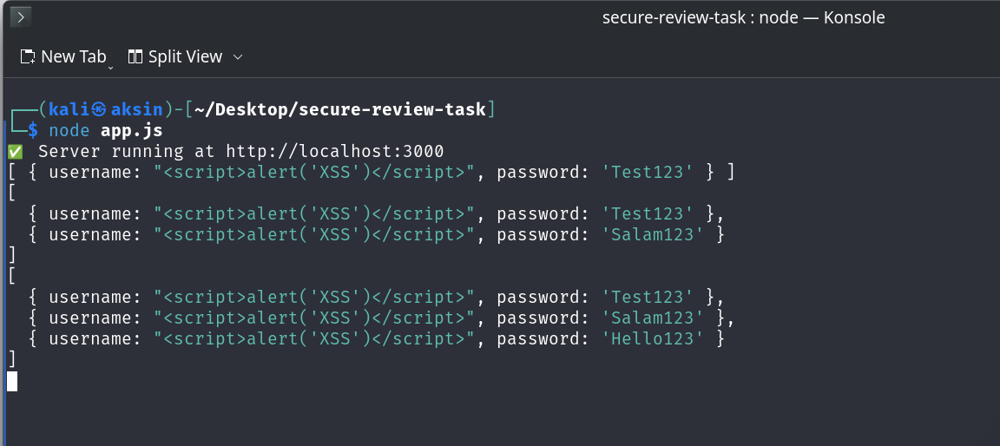 secure-review-task : node — Konsole
New Tab
Split View
┌──(kali㉿aksin)-[~/Desktop/secure-review-task]
└─$ node app.js
✅ Server running at http://localhost:3000
[ { username: "<script>alert('XSS')</script>", password: 'Test123' } ]
[
  { username: "<script>alert('XSS')</script>", password: 'Test123' },
  { username: "<script>alert('XSS')</script>", password: 'Salam123' }
]
[
  { username: "<script>alert('XSS')</script>", password: 'Test123' },
  { username: "<script>alert('XSS')</script>", password: 'Salam123' },
  { username: "<script>alert('XSS')</script>", password: 'Hello123' }
]